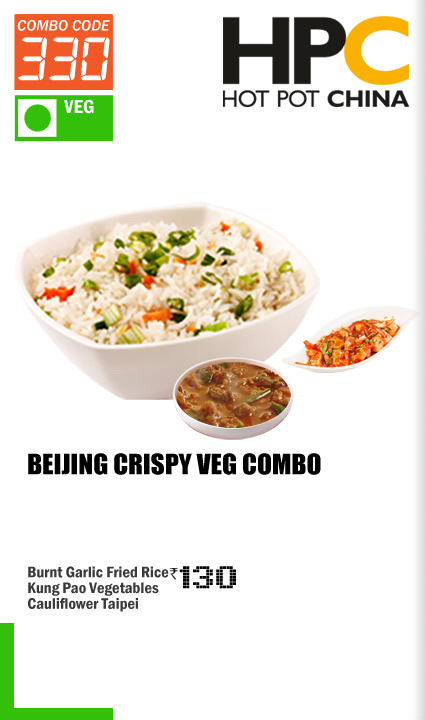 COMBO CODE
330
VEG
HPC
HOT POT CHINA
BEIJING CRISPY VEG COMBO
Burnt Garlic Fried Rice ₹130
Kung Pao Vegetables
Cauliflower Taipei